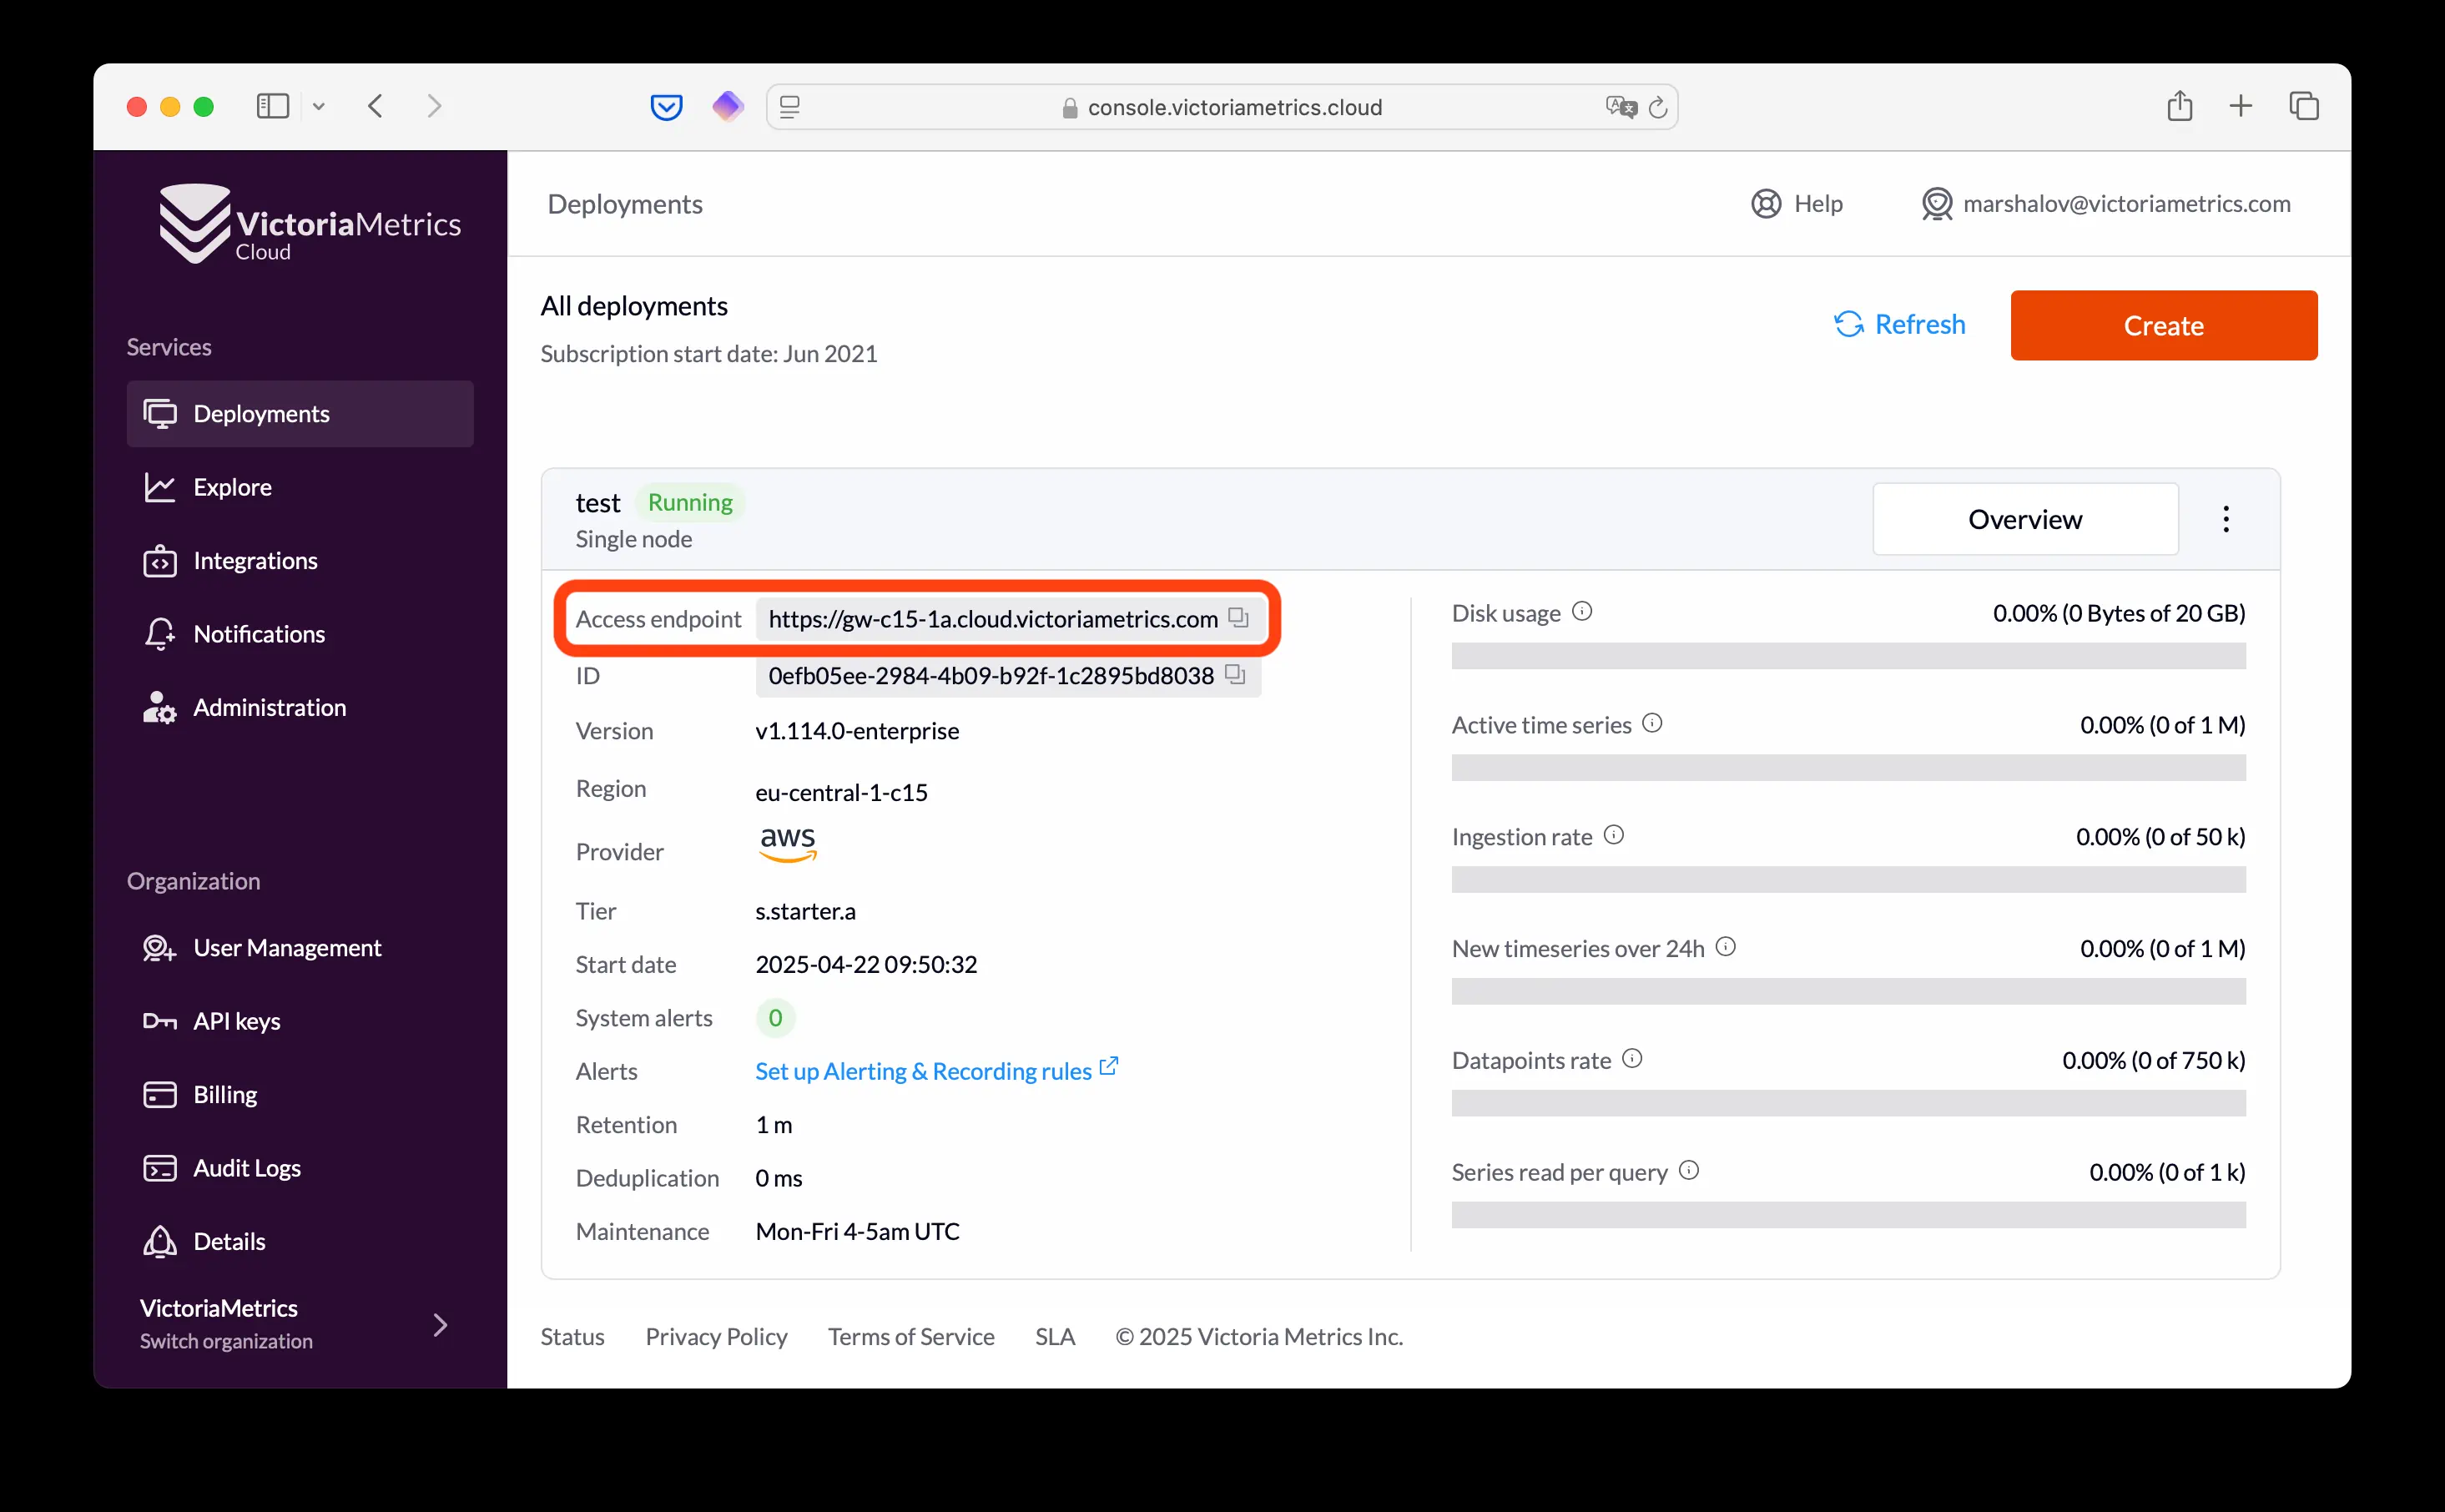 console.victoriametrics.cloud
VictoriaMetrics
Cloud
Services
Deployments
Explore
Integrations
Notifications
Administration
Organization
User Management
API keys
Billing
Audit Logs
Details
VictoriaMetrics
Switch organization
Deployments
Help
marshalov@victoriametrics.com
All deployments
Subscription start date: Jun 2021
Refresh
Create
test Running
Single node
Overview
Access endpoint https://gw-c15-1a.cloud.victoriametrics.com
ID 0efb05ee-2984-4b09-b92f-1c2895bd8038
Version v1.114.0-enterprise
Region eu-central-1-c15
Provider aws
Tier s.starter.a
Start date 2025-04-22 09:50:32
System alerts 0
Alerts Set up Alerting & Recording rules
Retention 1 m
Deduplication 0 ms
Maintenance Mon-Fri 4-5am UTC
Disk usage 0.00% (0 Bytes of 20 GB)
Active time series 0.00% (0 of 1 M)
Ingestion rate 0.00% (0 of 50 k)
New timeseries over 24h 0.00% (0 of 1 M)
Datapoints rate 0.00% (0 of 750 k)
Series read per query 0.00% (0 of 1 k)
Status Privacy Policy Terms of Service SLA © 2025 Victoria Metrics Inc.